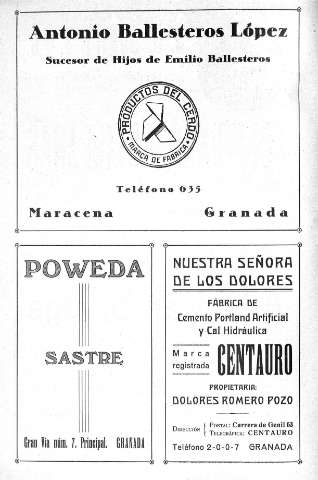 Antonio Ballesteros López
Sucesor de Hijos de Emilio Ballesteros
PRODUCTOS DEL CERDO
MARCA DE FABRICA
Teléfono 635
Maracena Granada
POWEDA
SASTRE
Gran Vía núm. 7. Principal. GRANADA
NUESTRA SEÑORA
DE LOS DOLORES
FÁBRICA DE
Cemento Portland Artificial
y Cal Hidráulica
Marca
registrada
CENTAURO
PROPIETARIA:
DOLORES ROMERO POZO
DIRECCIÓN
POSTAL: Carrera de Genil 63
TELEGRÁFICA: CENTAURO
Teléfono 2-0-0-7 GRANADA